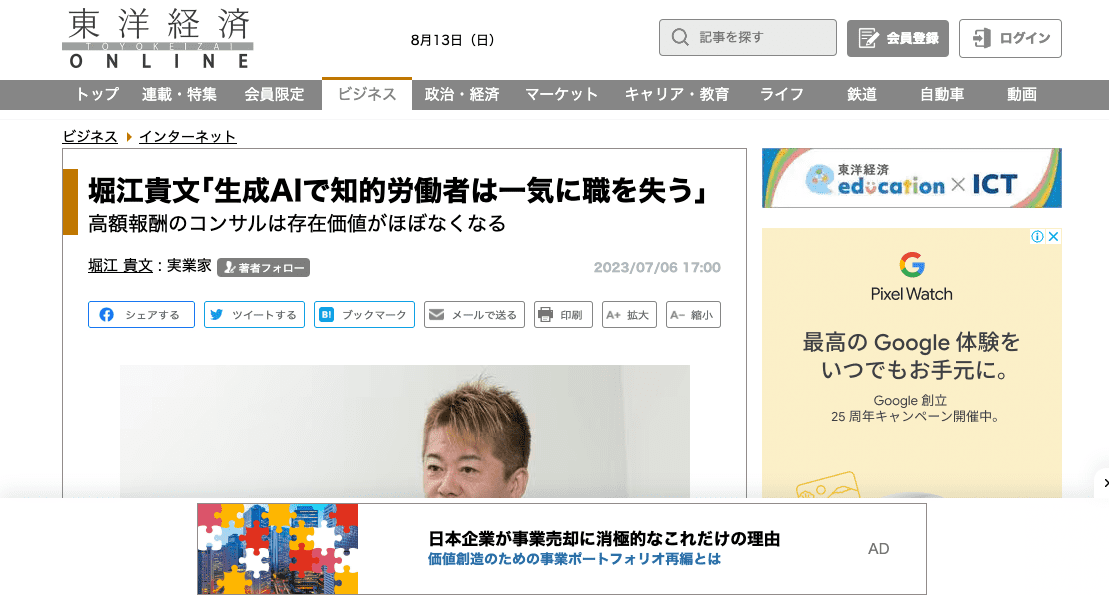 東洋経済
TOYOKEIZAI
ONLINE
8月13日（日）
記事を探す
会員登録
ログイン
トップ 連載・特集 会員限定 ビジネス 政治・経済 マーケット キャリア・教育 ライフ 鉄道 自動車 動画
ビジネス インターネット
堀江貴文｢生成AIで知的労働者は一気に職を失う｣
高額報酬のコンサルは存在価値がほぼなくなる
堀江 貴文 : 実業家 著者フォロー
2023/07/06 17:00
シェアする ツイートする B! ブックマーク メールで送る 印刷 A+ 拡大 A− 縮小
東洋経済
education × ICT
G
Pixel Watch
最高の Google 体験を
いつでもお手元に。
Google 創立
25 周年キャンペーン開催中。
日本企業が事業売却に消極的なこれだけの理由
価値創造のための事業ポートフォリオ再編とは
AD